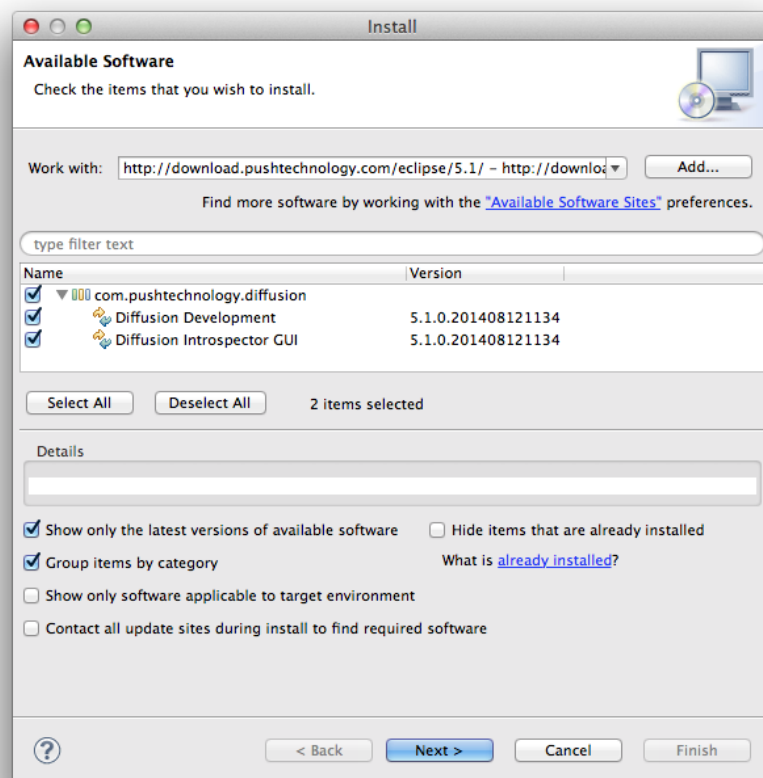 Install
Available Software
Check the items that you wish to install.
Work with: http://download.pushtechnology.com/eclipse/5.1/ – http://downloa Add...
Find more software by working with the "Available Software Sites" preferences.
type filter text
Name Version
com.pushtechnology.diffusion
Diffusion Development 5.1.0.201408121134
Diffusion Introspector GUI 5.1.0.201408121134
Select All Deselect All 2 items selected
Details
Show only the latest versions of available software Hide items that are already installed
Group items by category What is already installed?
Show only software applicable to target environment
Contact all update sites during install to find required software
? < Back Next > Cancel Finish